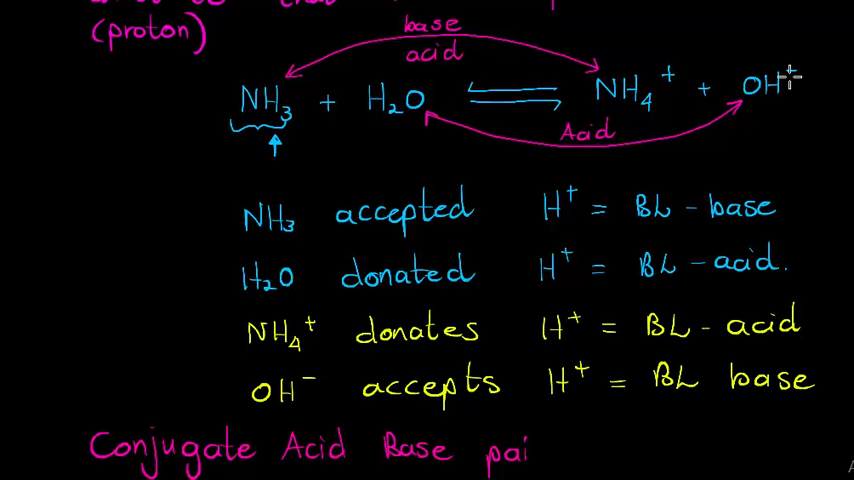 (proton)
base
acid
NH₃ + H₂O ⇌ NH₄⁺ + OH
Acid
NH₃ accepted H⁺ = BL - base
H₂O donated H⁺ = BL - acid.
NH₄⁺ donates H⁺ = BL - acid
OH⁻ accepts H⁺ = BL base
Conjugate Acid Base pai